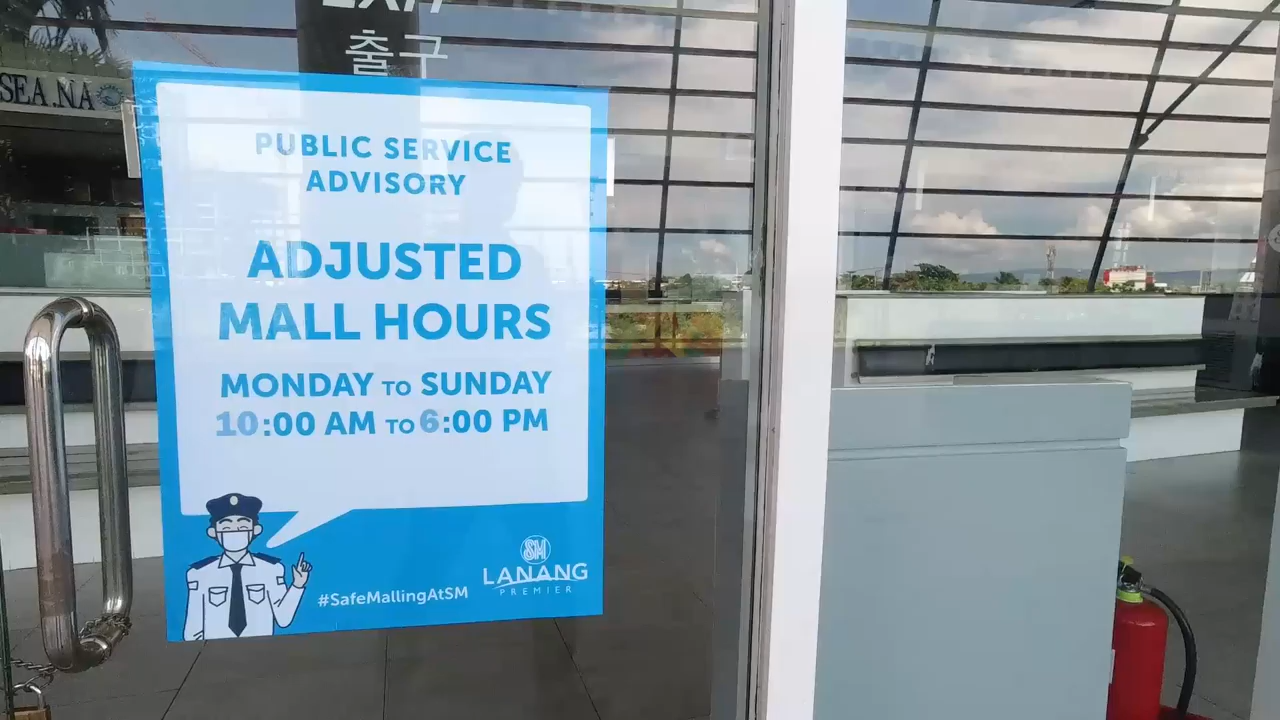 EXIT
출구
SEA.NA
PUBLIC SERVICE
ADVISORY
ADJUSTED
MALL HOURS
MONDAY TO SUNDAY
10:00 AM TO 6:00 PM
#SafeMallingAtSM
SM
LANANG
PREMIER